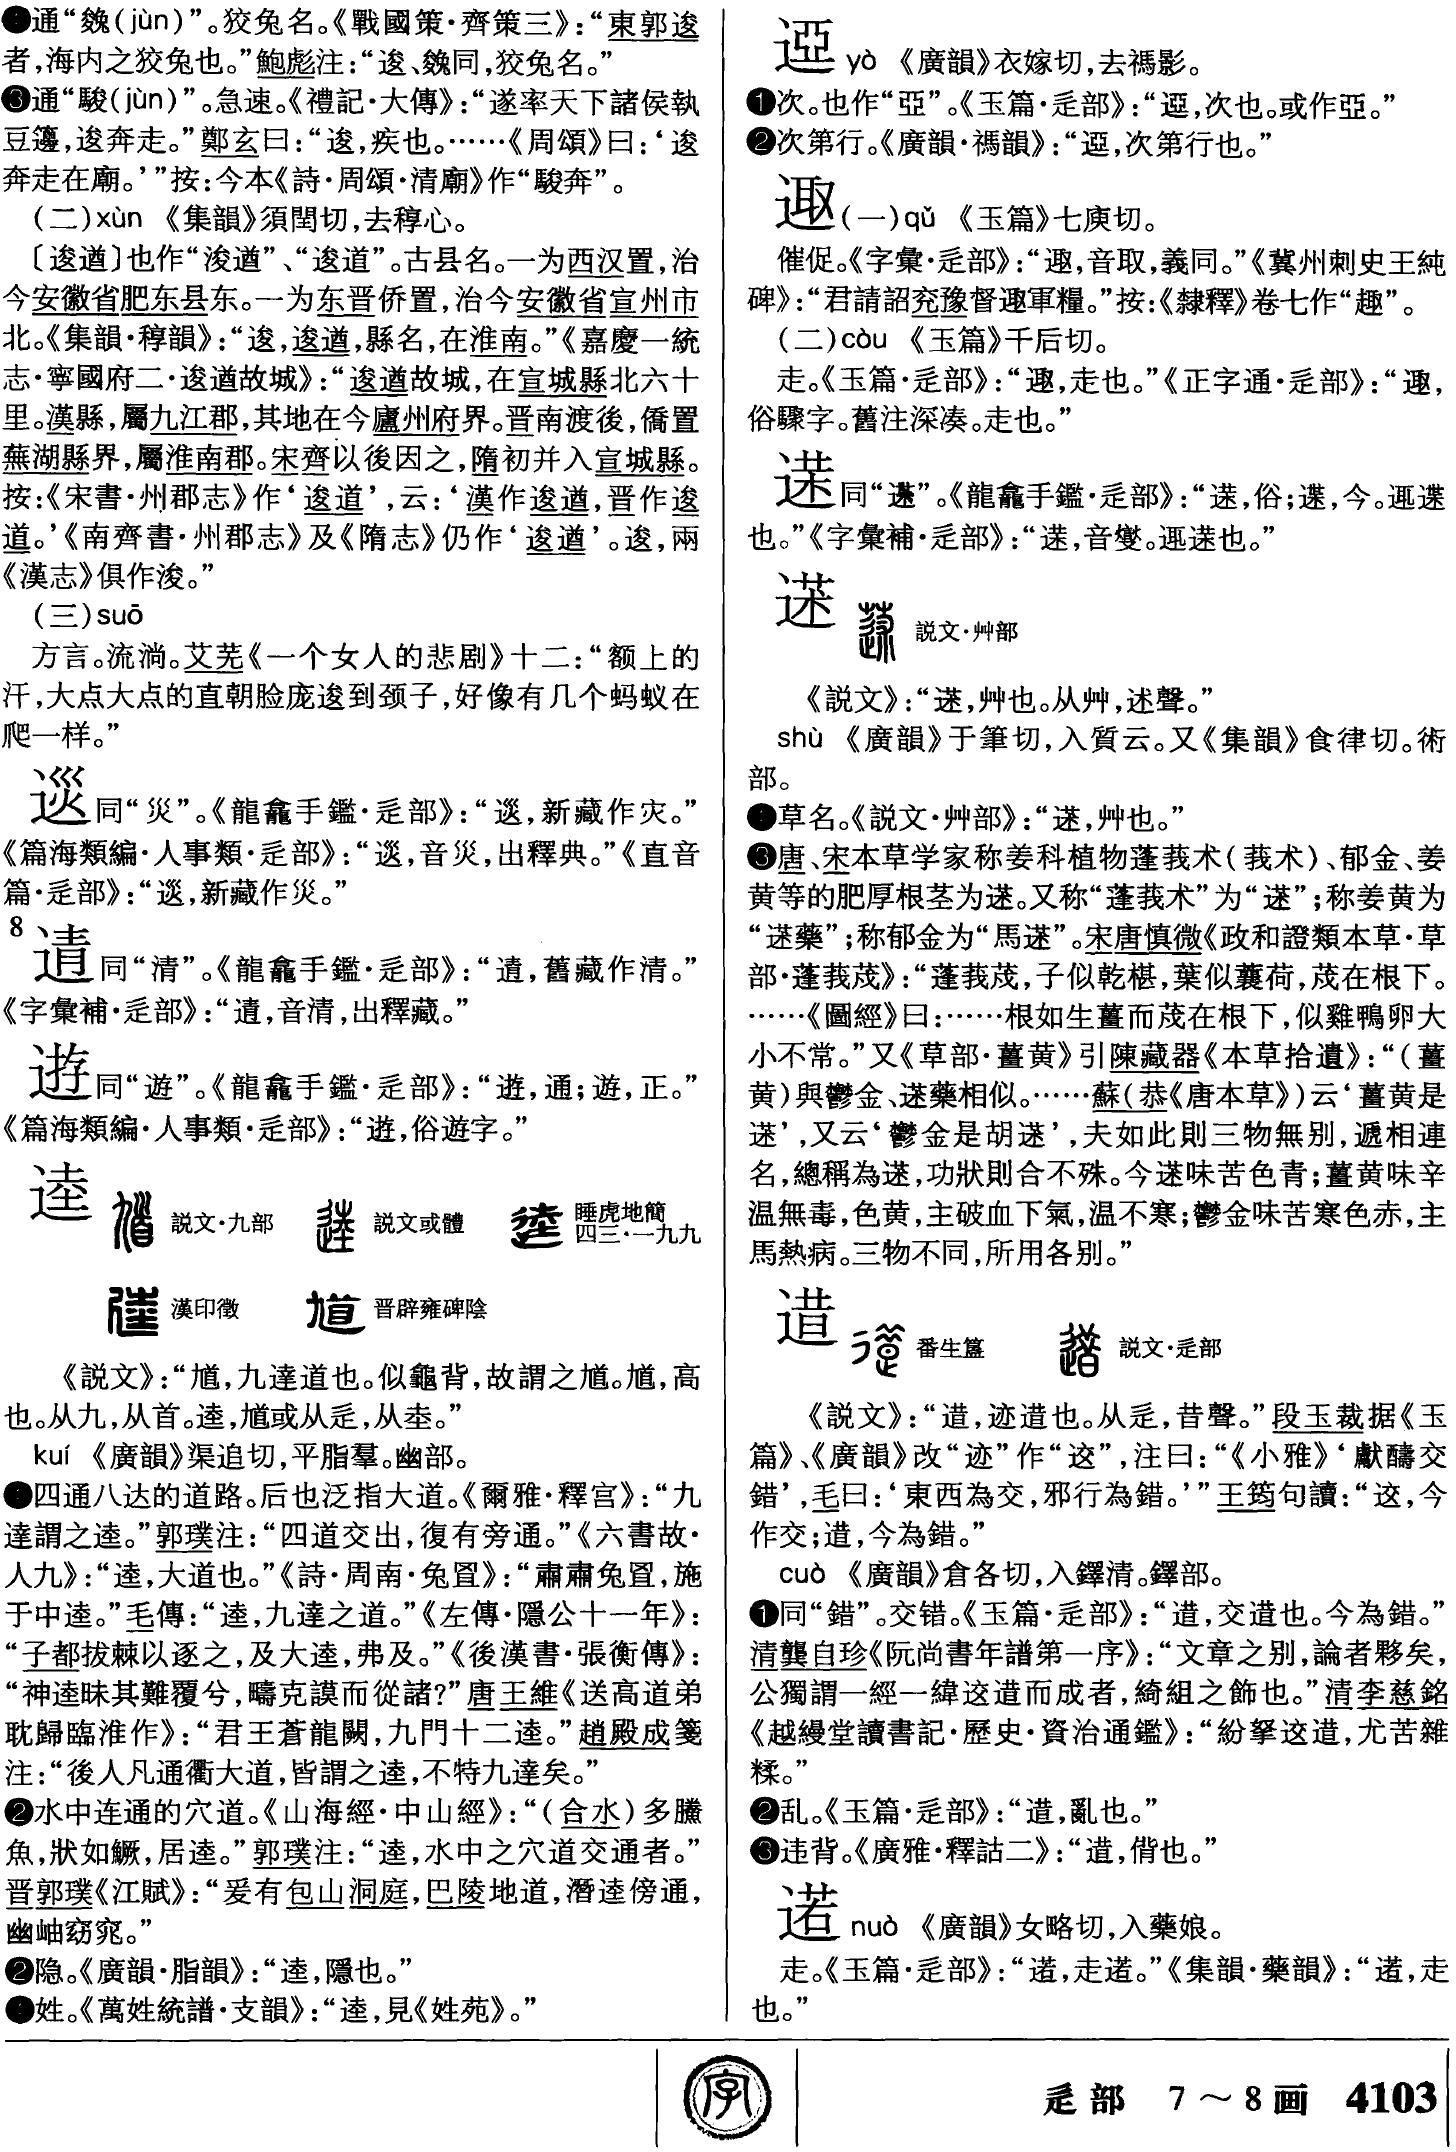 通“㕙(jùn)”。狡兔名。《戰國策·齊策三》：“東郭逡
者，海内之狡兔也。”鮑彪注：“逡、㕙同，狡兔名。”
❸通“駿(jùn)”。急速。《禮記·大傳》：“遂率天下諸侯執
豆籩，逡奔走。”鄭玄曰：“逡，疾也。……《周頌》曰：‘逡
奔走在廟。’”按：今本《詩·周頌·清廟》作“駿奔”。
(二)xùn 《集韻》須閏切，去稕心。
〔逡遒〕也作“浚遒”、“逡道”。古县名。一为西汉置，治
今安徽省肥东县东。一为东晋侨置，治今安徽省宣州市
北。《集韻·稕韻》：“逡，逡遒，縣名，在淮南。”《嘉慶一統
志·寧國府二·逡遒故城》：“逡遒故城，在宣城縣北六十
里。漢縣，屬九江郡，其地在今廬州府界。晋南渡後，僑置
蕪湖縣界，屬淮南郡。宋齊以後因之，隋初并入宣城縣。
按：《宋書·州郡志》作‘逡道’，云：‘漢作逡遒，晋作逡
道。’《南齊書·州郡志》及《隋志》仍作‘逡遒’。逡，兩
《漢志》俱作浚。”
(三)suō
方言。流淌。艾芜《一个女人的悲剧》十二：“额上的
汗，大点大点的直朝脸庞逡到颈子，好像有几个蚂蚁在
爬一样。”
同“災”。《龍龕手鑑·辵部》：“，新藏作灾。”
《篇海類編·人事類·辵部》：“，音災，出釋典。”《直音
篇·辵部》：“，新藏作災。”
8
同“清”。《龍龕手鑑·辵部》：“，舊藏作清。”
《字彙補·辵部》：“，音清，出釋藏。”
同“遊”。《龍龕手鑑·辵部》：“，通；遊，正。”
《篇海類編·人事類·辵部》：“，俗遊字。”
逵 説文·九部 説文或體 睡虎地簡
四三·一九九
漢印徵 晋辟雍碑陰
《説文》：“馗，九達道也。似龜背，故謂之馗。馗，高
也。从九，从首。逵，馗或从辵，从坴。”
kuí 《廣韻》渠追切，平脂羣。幽部。
四通八达的道路。后也泛指大道。《爾雅·釋宫》：“九
達謂之逵。”郭璞注：“四道交出，復有旁通。”《六書故·
人九》：“逵，大道也。”《詩·周南·兔罝》：“肅肅兔罝，施
于中逵。”毛傳：“逵，九達之道。”《左傳·隱公十一年》：
“子都拔棘以逐之，及大逵，弗及。”《後漢書·張衡傳》：
“神逵昧其難覆兮，疇克謨而從諸?”唐王維《送高道弟
耽歸臨淮作》：“君王蒼龍闕，九門十二逵。”趙殿成箋
注：“後人凡通衢大道，皆謂之逵，不特九達矣。”
❷水中连通的穴道。《山海經·中山經》：“(合水)多䲢
魚，狀如鱖，居逵。”郭璞注：“逵，水中之穴道交通者。”
晋郭璞《江賦》：“爰有包山洞庭，巴陵地道，潛逵傍通，
幽岫窈窕。”
❷隐。《廣韻·脂韻》：“逵，隱也。”
姓。《萬姓統譜·支韻》：“逵，見《姓苑》。”
𨓴 yò 《廣韻》衣嫁切，去禡影。
❶次。也作“亞”。《玉篇·辵部》：“，次也。或作亞。”
❷次第行。《廣韻·禡韻》：“，次第行也。”
(一)qǔ 《玉篇》七庾切。
催促。《字彙·辵部》：“，音取，義同。”《冀州刺史王純
碑》：“君請詔兖豫督軍糧。”按：《隸釋》卷七作“趣”。
(二)còu 《玉篇》千后切。
走。《玉篇·辵部》：“，走也。”《正字通·辵部》：“，
俗驟字。舊注深凑。走也。”
同“”。《龍龕手鑑·辵部》：“，俗；，今。
也。”《字彙補·辵部》：“，音燮。也。”
蒁 説文·艸部
《説文》：“蒁，艸也。从艸，述聲。”
shù 《廣韻》于筆切，入質云。又《集韻》食律切。術
部。
草名。《説文·艸部》：“蒁，艸也。”
❸唐、宋本草学家称姜科植物蓬莪术(莪术)、郁金、姜
黄等的肥厚根茎为蒁。又称“蓬莪术”为“蒁”；称姜黄为
“蒁藥”；称郁金为“馬蒁”。宋唐慎微《政和證類本草·草
部·蓬莪茂》：“蓬莪茂，子似乾椹，葉似蘘荷，茂在根下。
……《圖經》曰：……根如生薑而茂在根下，似雞鴨卵大
小不常。”又《草部·薑黄》引陳藏器《本草拾遺》：“(薑
黄)與鬱金、蒁藥相似。……蘇(恭《唐本草》)云‘薑黄是
蒁’，又云‘鬱金是胡蒁’，夫如此則三物無别，遞相連
名，總稱為蒁，功狀則合不殊。今蒁味苦色青；薑黄味辛
温無毒，色黄，主破血下氣，温不寒；鬱金味苦寒色赤，主
馬熱病。三物不同，所用各别。”
逪 番生簋 説文·辵部
《説文》：“逪，迹逪也。从辵，昔聲。”段玉裁据《玉
篇》、《廣韻》改“迹”作“䢒”，注曰：“《小雅》‘獻醻交
錯’，毛曰：‘東西為交，邪行為錯。’”王筠句讀：“䢒，今
作交；逪，今為錯。”
cuò 《廣韻》倉各切，入鐸清。鐸部。
❶同“錯”。交错。《玉篇·辵部》：“逪，交逪也。今為錯。”
清龔自珍《阮尚書年譜第一序》：“文章之别，論者夥矣，
公獨謂一經一緯䢒逪而成者，綺組之飾也。”清李慈銘
《越縵堂讀書記·歷史·資治通鑑》：“紛拏䢒逪，尤苦雜
糅。”
❷乱。《玉篇·辵部》：“逪，亂也。”
❸违背。《廣雅·釋詁二》：“逪，偝也。”
逽 nuò 《廣韻》女略切，入藥娘。
走。《玉篇·辵部》：“逽，走逽。”《集韻·藥韻》：“逽，走
也。”
字
辵部 7～8画 4103